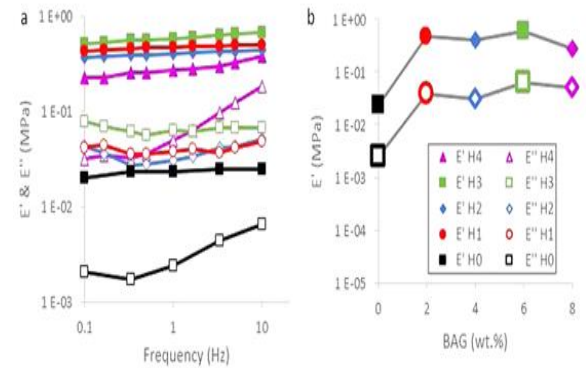 a
1 E+00
1 E-01
1 E-02
1 E-03
E' & E'' (MPa)
0.1 1 10
Frequency (Hz)
b
1 E+00
1 E-01
1 E-02
1 E-03
1 E-04
1 E-05
E' (MPa)
E' H4 E'' H4
E' H3 E'' H3
E' H2 E'' H2
E' H1 E'' H1
E' H0 E'' H0
0 2 4 6 8
BAG (wt.%)